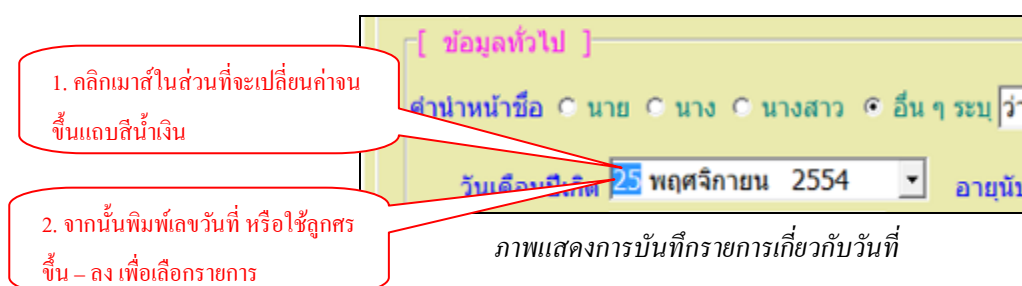 [ ข้อมูลทั่วไป ]
1. คลิกเมาส์ในส่วนที่จะเปลี่ยนค่าจน
ขึ้นแถบสีน้ำเงิน
คำนำหน้าชื่อ นาย นาง นางสาว อื่น ๆ ระบุ
วันเดือนปีเกิด 25 พฤศจิกายน 2554
2. จากนั้นพิมพ์เลขวันที่ หรือใช้ลูกศร
ขึ้น – ลง เพื่อเลือกรายการ
ภาพแสดงการบันทึกรายการเกี่ยวกับวันที่